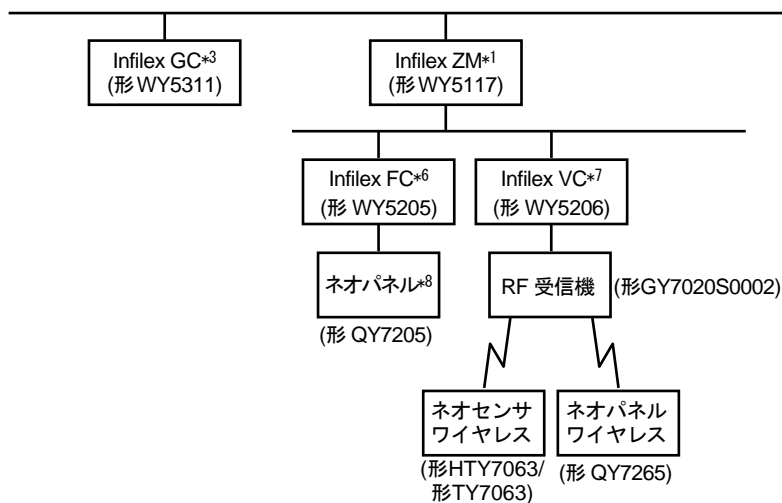 Infilex GC*3
(形 WY5311)
Infilex ZM*1
(形 WY5117)
Infilex FC*6
(形 WY5205)
Infilex VC*7
(形 WY5206)
ネオパネル*8
(形 QY7205)
RF 受信機
(形GY7020S0002)
ネオセンサ
ワイヤレス
(形HTY7063/
形TY7063)
ネオパネル
ワイヤレス
(形 QY7265)